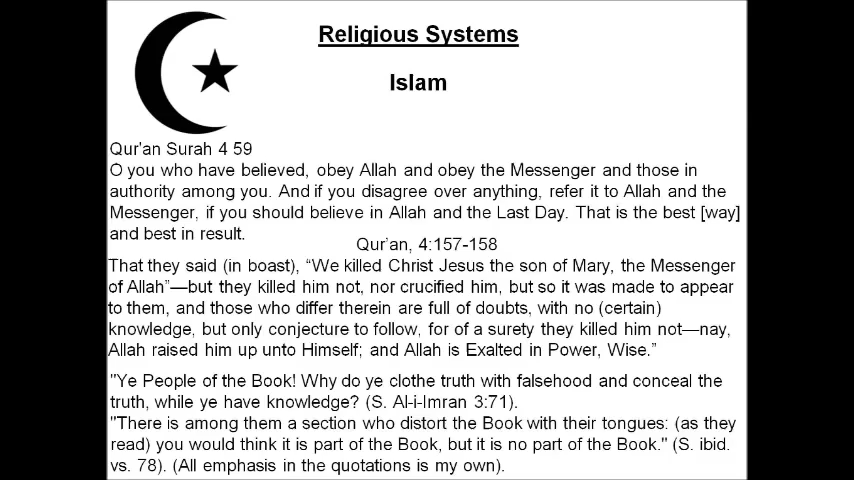 Religious Systems
Islam
Qur'an Surah 4 59
O you who have believed, obey Allah and obey the Messenger and those in
authority among you. And if you disagree over anything, refer it to Allah and the
Messenger, if you should believe in Allah and the Last Day. That is the best [way]
and best in result.
Qur'an, 4:157-158
That they said (in boast), “We killed Christ Jesus the son of Mary, the Messenger
of Allah”—but they killed him not, nor crucified him, but so it was made to appear
to them, and those who differ therein are full of doubts, with no (certain)
knowledge, but only conjecture to follow, for of a surety they killed him not—nay,
Allah raised him up unto Himself; and Allah is Exalted in Power, Wise.”
"Ye People of the Book! Why do ye clothe truth with falsehood and conceal the
truth, while ye have knowledge? (S. Al-i-Imran 3:71).
"There is among them a section who distort the Book with their tongues: (as they
read) you would think it is part of the Book, but it is no part of the Book." (S. ibid.
vs. 78). (All emphasis in the quotations is my own).